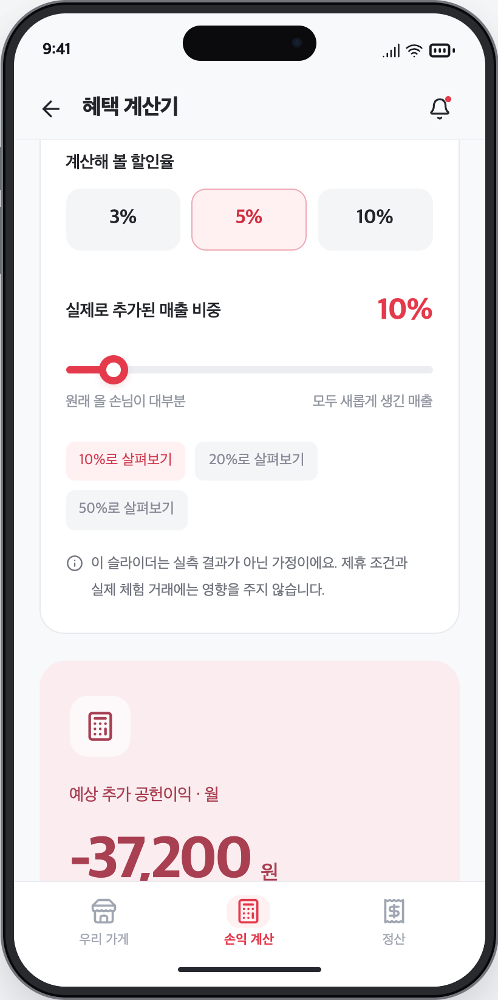 9:41
혜택 계산기
계산해 볼 할인율
3%
5%
10%
실제로 추가된 매출 비중
10%
원래 올 손님이 대부분
모두 새롭게 생긴 매출
10%로 살펴보기
20%로 살펴보기
50%로 살펴보기
이 슬라이더는 실측 결과가 아닌 가정이에요. 제휴 조건과
실제 체험 거래에는 영향을 주지 않습니다.
예상 추가 공헌이익 · 월
-37,200 원
우리 가게
손익 계산
정산